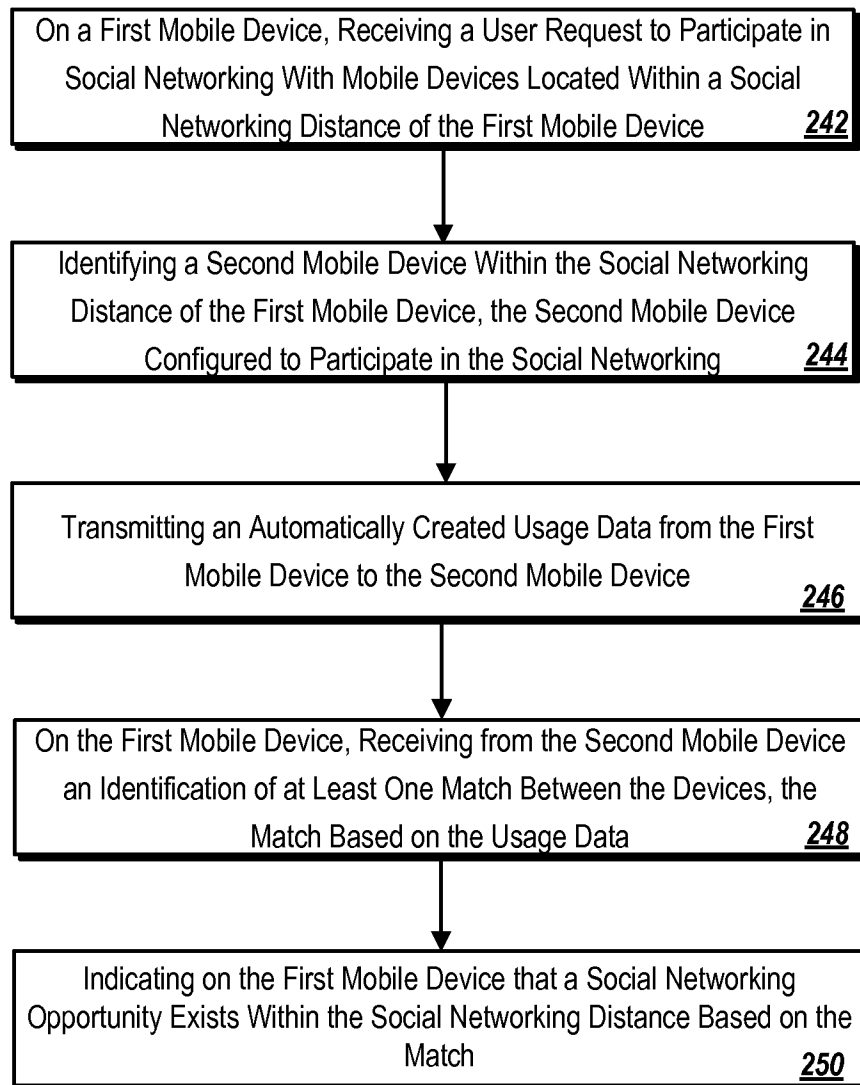 On a First Mobile Device, Receiving a User Request to Participate in
Social Networking With Mobile Devices Located Within a Social
Networking Distance of the First Mobile Device 242
Identifying a Second Mobile Device Within the Social Networking
Distance of the First Mobile Device, the Second Mobile Device
Configured to Participate in the Social Networking 244
Transmitting an Automatically Created Usage Data from the First
Mobile Device to the Second Mobile Device
246
On the First Mobile Device, Receiving from the Second Mobile Device
an Identification of at Least One Match Between the Devices, the
Match Based on the Usage Data 248
Indicating on the First Mobile Device that a Social Networking
Opportunity Exists Within the Social Networking Distance Based on the
Match 250